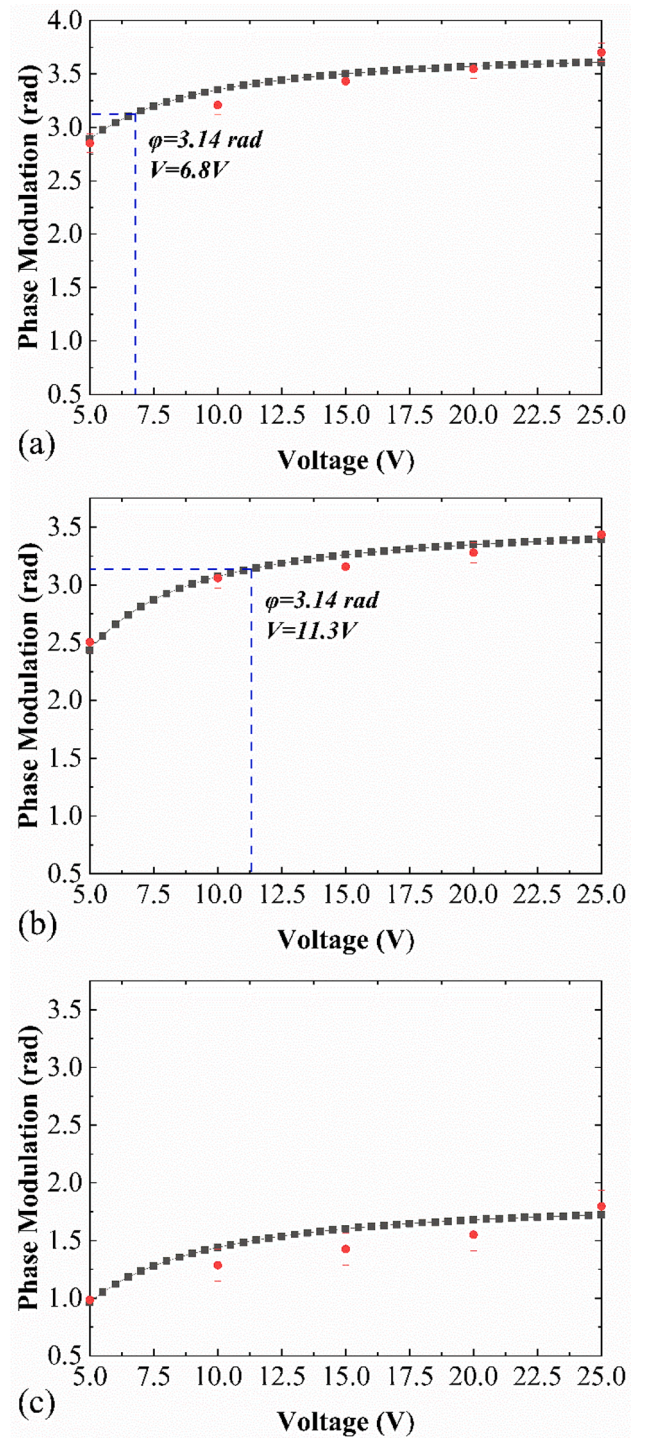 4.0
3.5
3.0
2.5
2.0
1.5
1.0
0.5
Phase Modulation (rad)
φ=3.14 rad
V=6.8V
5.0 7.5 10.0 12.5 15.0 17.5 20.0 22.5 25.0
Voltage (V)
(a)
3.5
3.0
2.5
2.0
1.5
1.0
0.5
Phase Modulation (rad)
φ=3.14 rad
V=11.3V
5.0 7.5 10.0 12.5 15.0 17.5 20.0 22.5 25.0
Voltage (V)
(b)
3.5
3.0
2.5
2.0
1.5
1.0
0.5
Phase Modulation (rad)
5.0 7.5 10.0 12.5 15.0 17.5 20.0 22.5 25.0
Voltage (V)
(c)